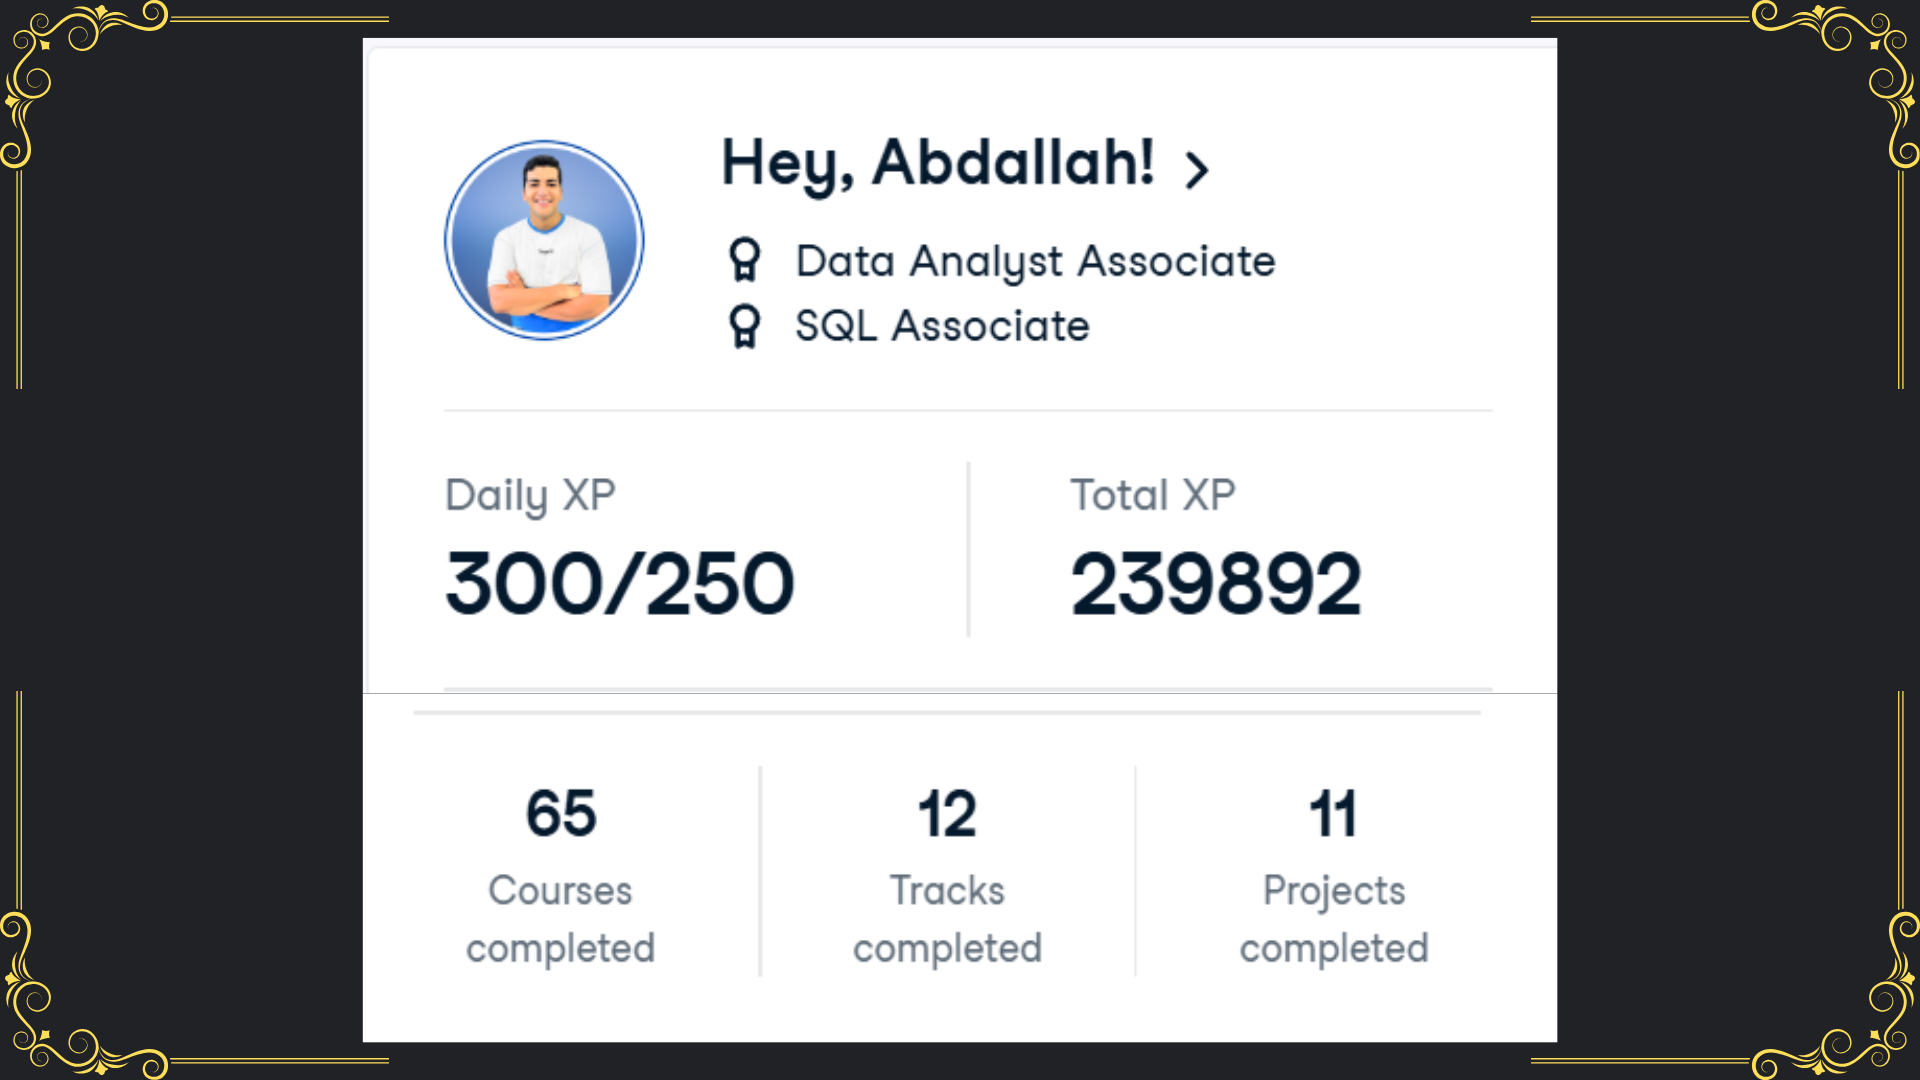 Hey, Abdallah!
Data Analyst Associate
SQL Associate
Daily XP
300/250
Total XP
239892
65
Courses
completed
12
Tracks
completed
11
Projects
completed